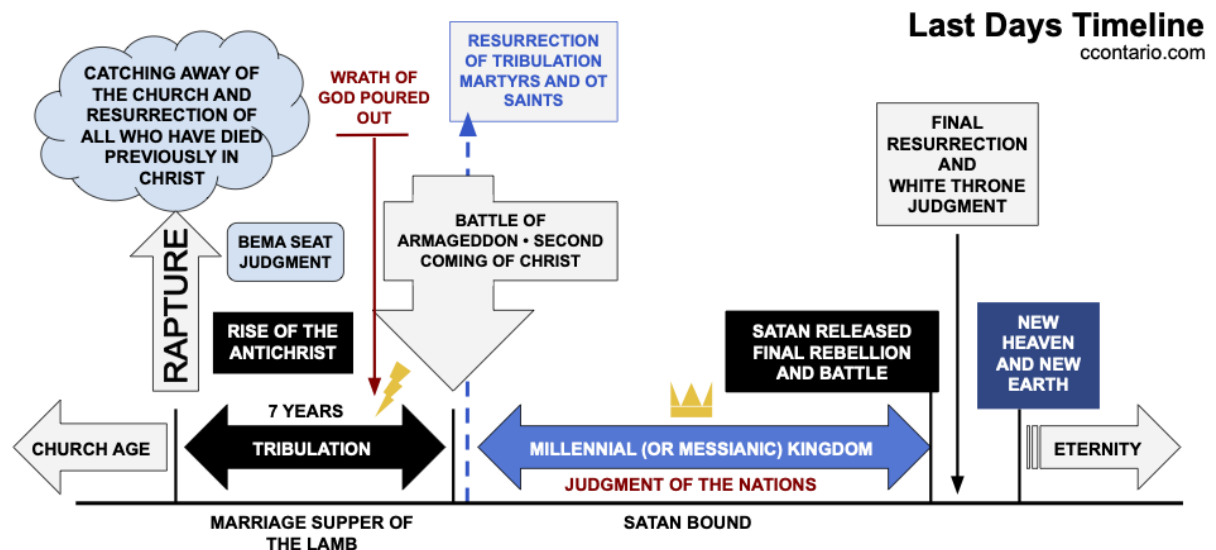 Last Days Timeline
ccontario.com
CATCHING AWAY OF
THE CHURCH AND
RESURRECTION OF
ALL WHO HAVE DIED
PREVIOUSLY IN
CHRIST
WRATH OF
GOD POURED
OUT
RESURRECTION
OF TRIBULATION
MARTYRS AND OT
SAINTS
FINAL
RESURRECTION
AND
WHITE THRONE
JUDGMENT
RAPTURE
BEMA SEAT
JUDGMENT
BATTLE OF
ARMAGEDDON • SECOND
COMING OF CHRIST
RISE OF THE
ANTICHRIST
SATAN RELEASED
FINAL REBELLION
AND BATTLE
NEW
HEAVEN
AND NEW
EARTH
CHURCH AGE
7 YEARS
TRIBULATION
MILLENNIAL (OR MESSIANIC) KINGDOM
ETERNITY
JUDGMENT OF THE NATIONS
MARRIAGE SUPPER OF
THE LAMB
SATAN BOUND